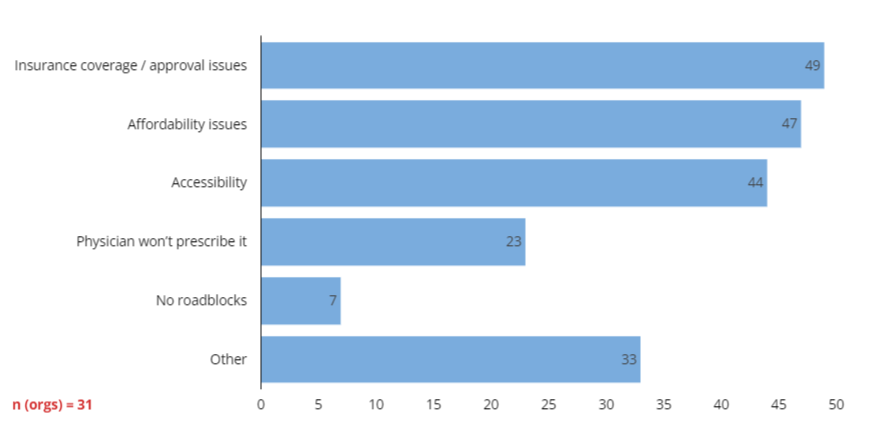 Insurance coverage / approval issues 49
Affordability issues 47
Accessibility 44
Physician won’t prescribe it 23
No roadblocks 7
Other 33
n (orgs) = 31 0 5 10 15 20 25 30 35 40 45 50